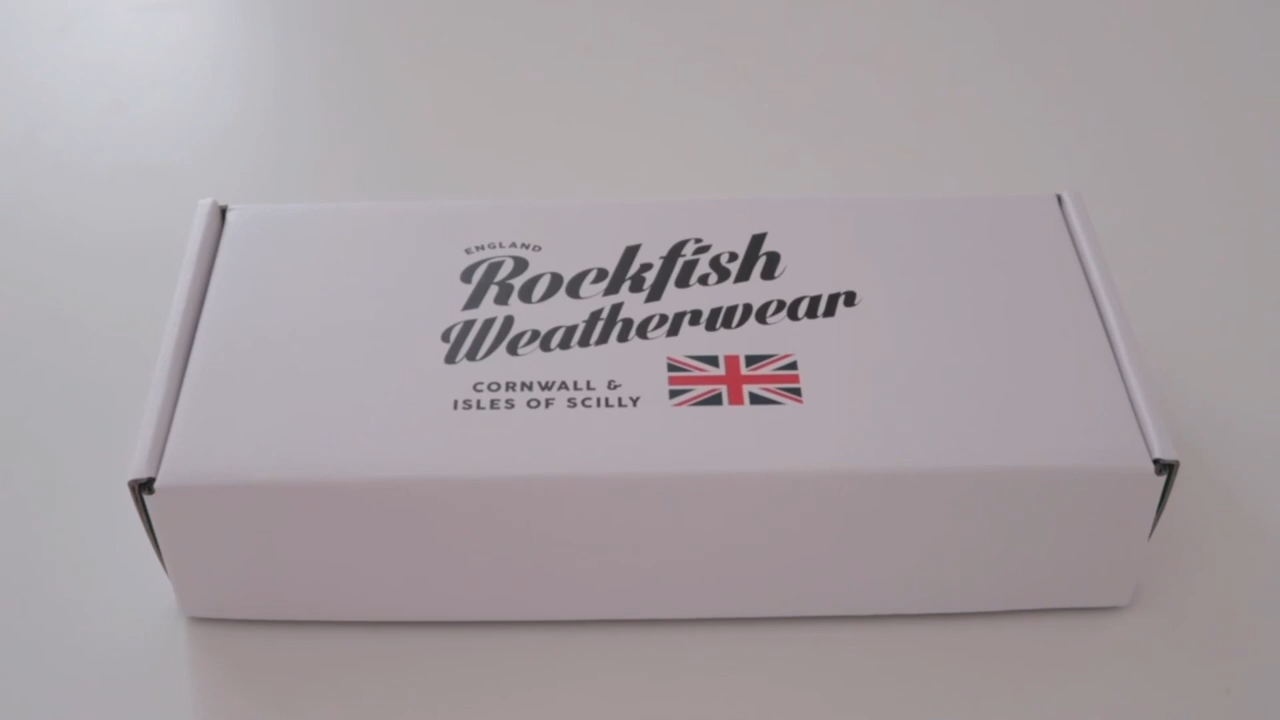 ENGLAND
Rockfish
Weatherwear
CORNWALL &
ISLES OF SCILLY